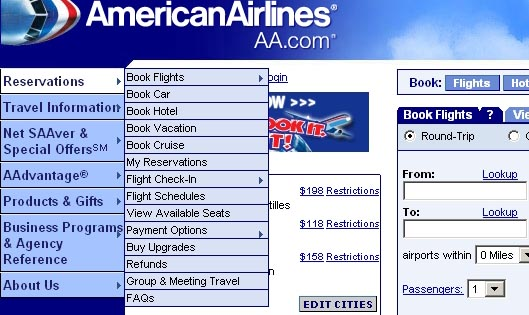 AmericanAirlines®
AA.com
Reservations
Travel Information
Net SAAver &
Special Offers℠
AAdvantage®
Products & Gifts
Business Programs
& Agency
Reference
About Us
Book Flights
Book Car
Book Hotel
Book Vacation
Book Cruise
My Reservations
Flight Check-In
Flight Schedules
View Available Seats
Payment Options
Buy Upgrades
Refunds
Group & Meeting Travel
FAQs
ogin
OW >>>
OOK IT.
T!
$198 Restrictions
tilles
$118 Restrictions
$158 Restrictions
n
EDIT CITIES
Book: Flights Hot
Book Flights ? Vie
Round-Trip
From: Lookup
To: Lookup
airports within 0 Miles
Passengers: 1